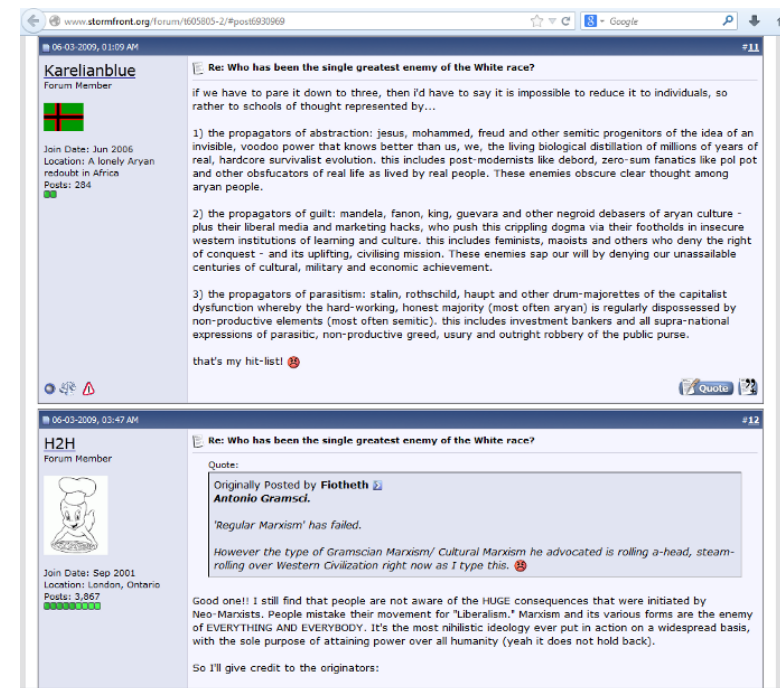 www.stormfront.org/forum/t605805-2/#post6930969
Google
06-03-2009, 01:09 AM
#11
Karelianblue
Forum Member
Join Date: Jun 2006
Location: A lonely Aryan
redoubt in Africa
Posts: 284
Re: Who has been the single greatest enemy of the White race?
if we have to pare it down to three, then i'd have to say it is impossible to reduce it to individuals, so
rather to schools of thought represented by...
1) the propagators of abstraction: jesus, mohammed, freud and other semitic progenitors of the idea of an
invisible, voodoo power that knows better than us, we, the living biological distillation of millions of years of
real, hardcore survivalist evolution. this includes post-modernists like debord, zero-sum fanatics like pol pot
and other obsfucators of real life as lived by real people. These enemies obscure clear thought among
aryan people.
2) the propagators of guilt: mandela, fanon, king, guevara and other negroid debasers of aryan culture -
plus their liberal media and marketing hacks, who push this crippling dogma via their footholds in insecure
western institutions of learning and culture. this includes feminists, maoists and others who deny the right
of conquest - and its uplifting, civilising mission. These enemies sap our will by denying our unassailable
centuries of cultural, military and economic achievement.
3) the propagators of parasitism: stalin, rothschild, haupt and other drum-majorettes of the capitalist
dysfunction whereby the hard-working, honest majority (most often aryan) is regularly dispossessed by
non-productive elements (most often semitic). this includes investment bankers and all supra-national
expressions of parasitic, non-productive greed, usury and outright robbery of the public purse.
that's my hit-list!
Quote
06-03-2009, 03:47 AM
#12
H2H
Forum Member
Join Date: Sep 2001
Location: London, Ontario
Posts: 3,867
Re: Who has been the single greatest enemy of the White race?
Quote:
Originally Posted by Fiotheth
Antonio Gramsci.
'Regular Marxism' has failed.
However the type of Gramscian Marxism/ Cultural Marxism he advocated is rolling a-head, steam-
rolling over Western Civilization right now as I type this.
Good one!! I still find that people are not aware of the HUGE consequences that were initiated by
Neo-Marxists. People mistake their movement for "Liberalism." Marxism and its various forms are the enemy
of EVERYTHING AND EVERYBODY. It's the most nihilistic ideology ever put in action on a widespread basis,
with the sole purpose of attaining power over all humanity (yeah it does not hold back).
So I'll give credit to the originators: